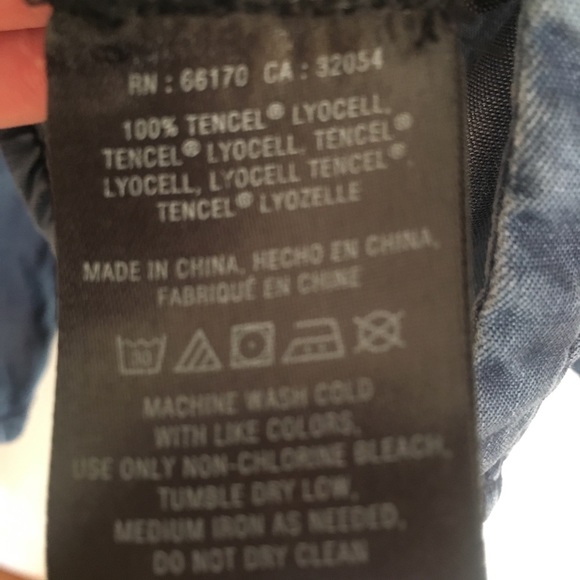 RN : 66170 CA : 32054
100% TENCEL® LYOCELL,
TENCEL® LYOCELL, TENCEL®
LYOCELL, LYOCELL TENCEL®,
TENCEL® LYOZELLE
MADE IN CHINA, HECHO EN CHINA,
FABRIQUÉ EN CHINE
30
MACHINE WASH COLD
WITH LIKE COLORS,
USE ONLY NON-CHLORINE BLEACH,
TUMBLE DRY LOW,
MEDIUM IRON AS NEEDED,
DO NOT DRY CLEAN